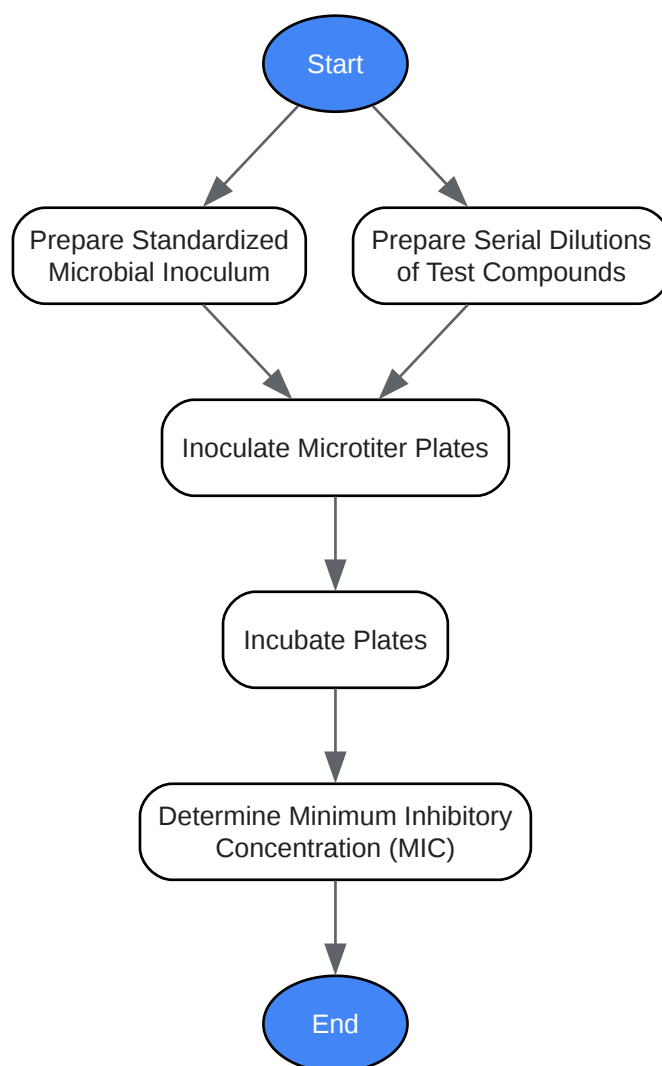 Start
Prepare Standardized
Microbial Inoculum
Prepare Serial Dilutions
of Test Compounds
Inoculate Microtiter Plates
Incubate Plates
Determine Minimum Inhibitory
Concentration (MIC)
End